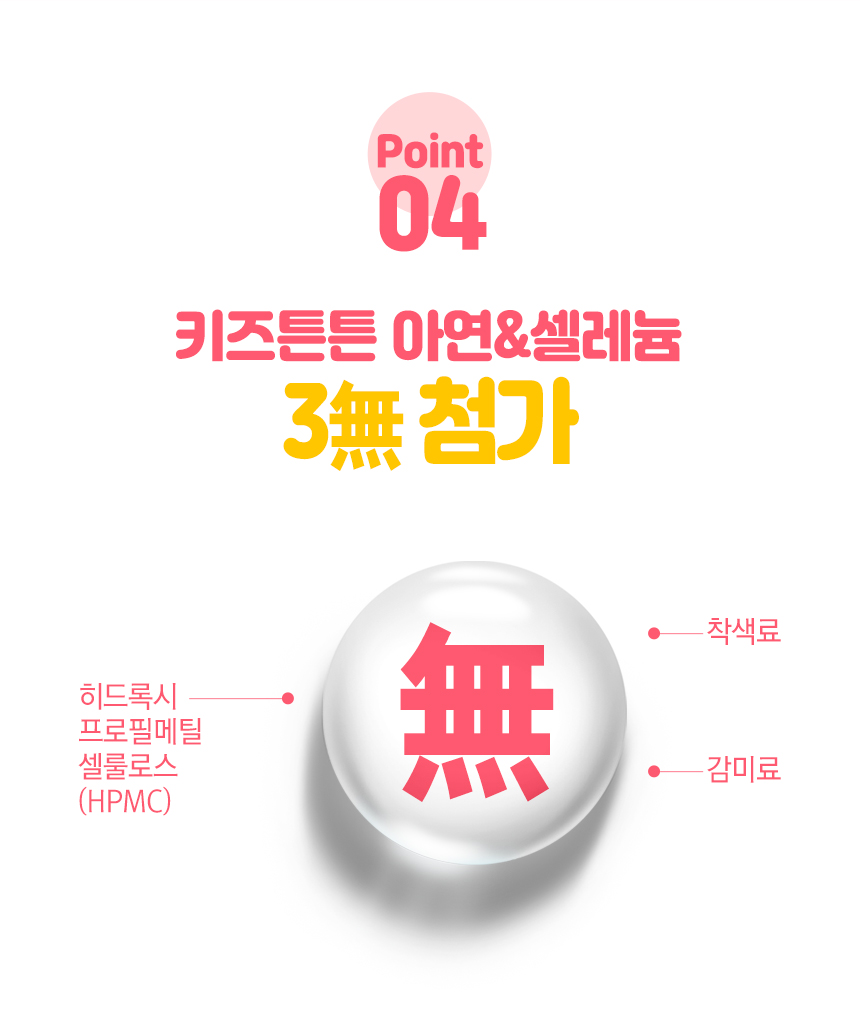 Point
04
키즈튼튼 아연&셀레늄
3無 첨가
無
착색료
히드록시
프로필메틸
셀룰로스
(HPMC)
감미료